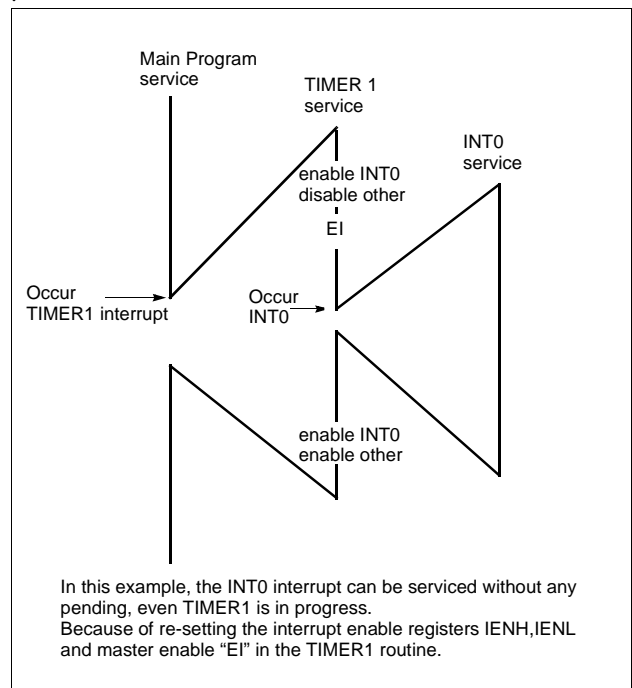 Main Program
service
TIMER 1
service
INT0
service
enable INT0
disable other
EI
Occur
TIMER1 interrupt
Occur
INT0
enable INT0
enable other
In this example, the INT0 interrupt can be serviced without any
pending, even TIMER1 is in progress.
Because of re-setting the interrupt enable registers IENH,IENL
and master enable “EI” in the TIMER1 routine.